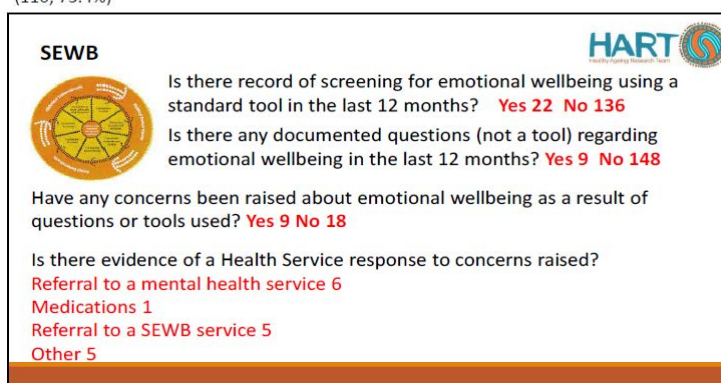 SEWB
HART
Healthy Ageing Research Team
Is there record of screening for emotional wellbeing using a
standard tool in the last 12 months? Yes 22 No 136
Is there any documented questions (not a tool) regarding
emotional wellbeing in the last 12 months? Yes 9 No 148
Have any concerns been raised about emotional wellbeing as a result of
questions or tools used? Yes 9 No 18
Is there evidence of a Health Service response to concerns raised?
Referral to a mental health service 6
Medications 1
Referral to a SEWB service 5
Other 5